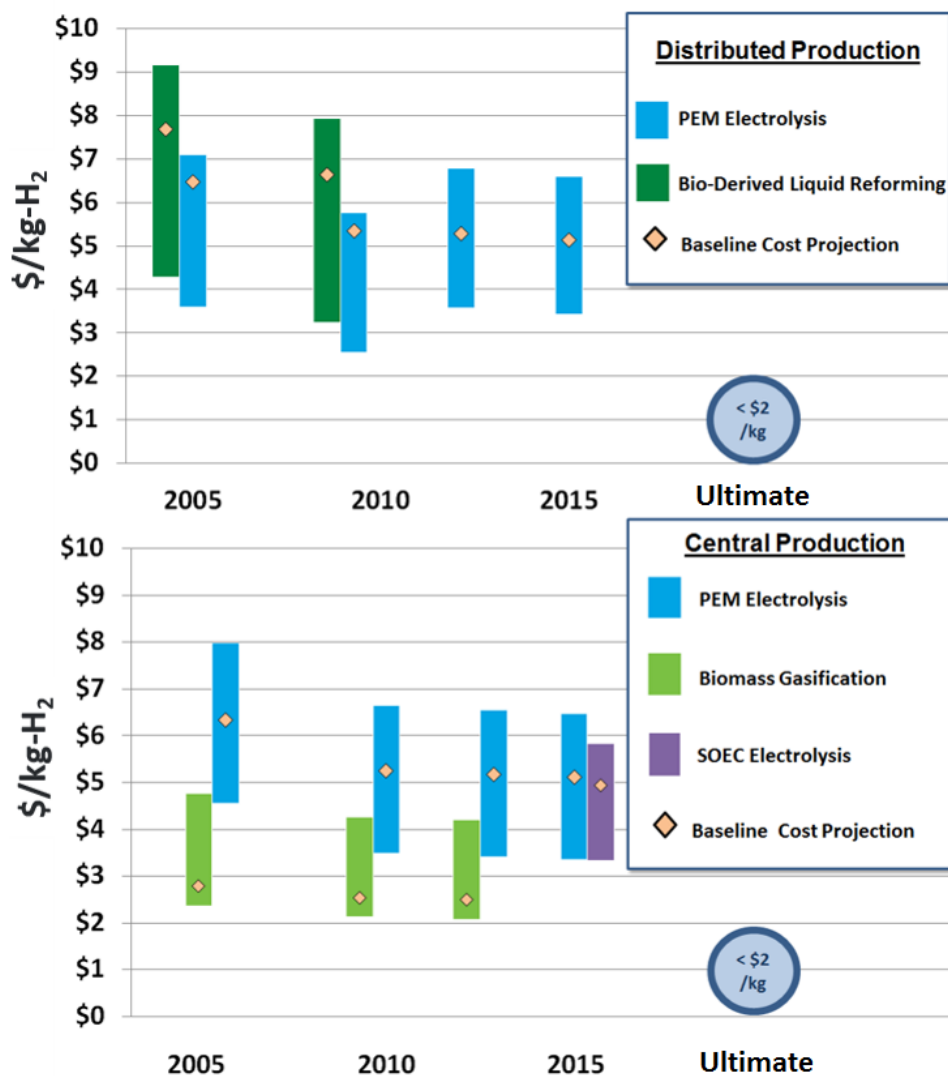 $10
$9
$8
$7
$6
$5
$4
$3
$2
$1
$0
$/kg-H₂
2005
2010
2015
Ultimate
< $2
/kg
Distributed Production
PEM Electrolysis
Bio-Derived Liquid Reforming
Baseline Cost Projection
$10
$9
$8
$7
$6
$5
$4
$3
$2
$1
$0
$/kg-H₂
2005
2010
2015
Ultimate
< $2
/kg
Central Production
PEM Electrolysis
Biomass Gasification
SOEC Electrolysis
Baseline Cost Projection